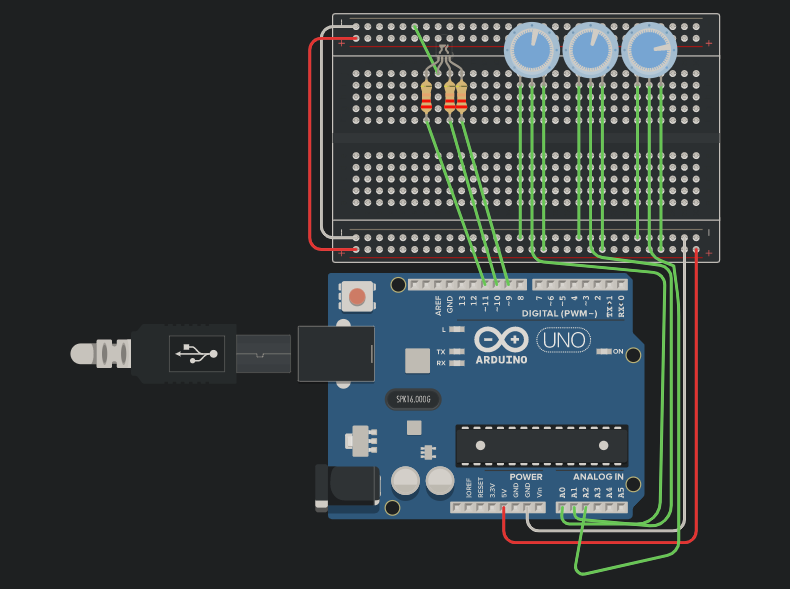 + +
+ +
AREF
GND
13
12
~11
~10
~9
8
7
~6
~5
4
~3
2
TX→1
RX←0
DIGITAL (PWM~)
L
TX
RX
ARDUINO
UNO
ON
SPK16.000G
POWER
ANALOG IN
IOREF
RESET
3.3V
5V
GND
GND
Vin
A0
A1
A2
A3
A4
A5